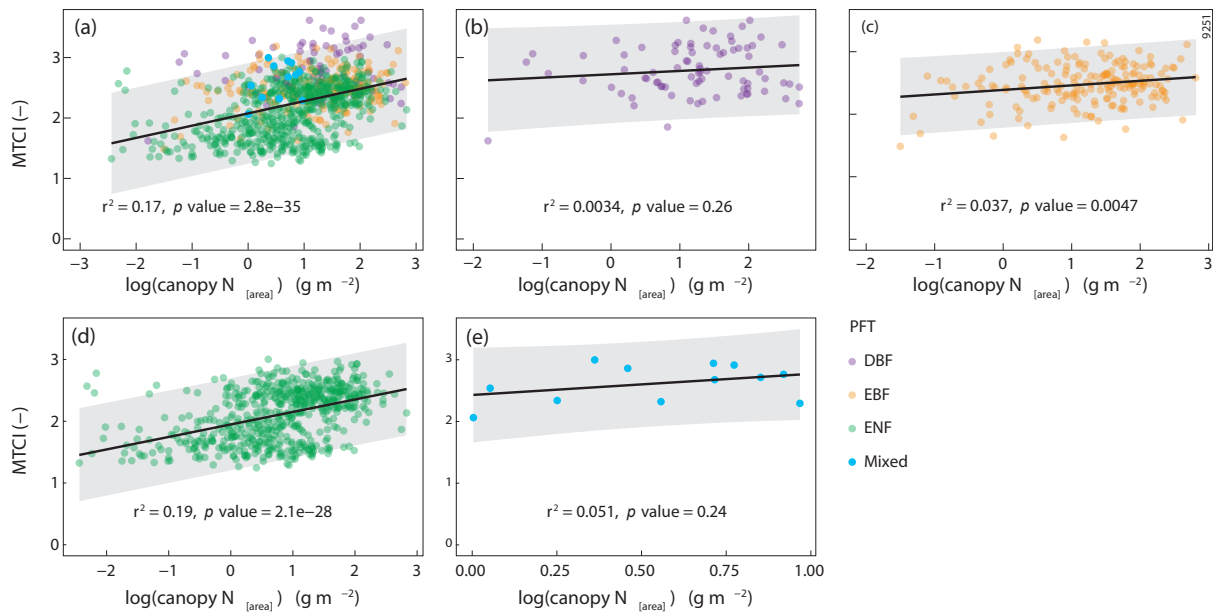 (a)
MTCI (−)
3
2
1
0
r² = 0.17, p value = 2.8e−35
−3 −2 −1 0 1 2 3
log(canopy N [area]) (g m −2)
(b)
r² = 0.0034, p value = 0.26
−2 −1 0 1 2
log(canopy N [area]) (g m −2)
(c)
9251
r² = 0.037, p value = 0.0047
−2 −1 0 1 2 3
log(canopy N [area]) (g m −2)
(d)
MTCI (−)
3
2
1
0
r² = 0.19, p value = 2.1e−28
−2 −1 0 1 2 3
log(canopy N [area]) (g m −2)
(e)
3
2
1
0
r² = 0.051, p value = 0.24
0.00 0.25 0.50 0.75 1.00
log(canopy N [area]) (g m −2)
PFT
DBF
EBF
ENF
Mixed